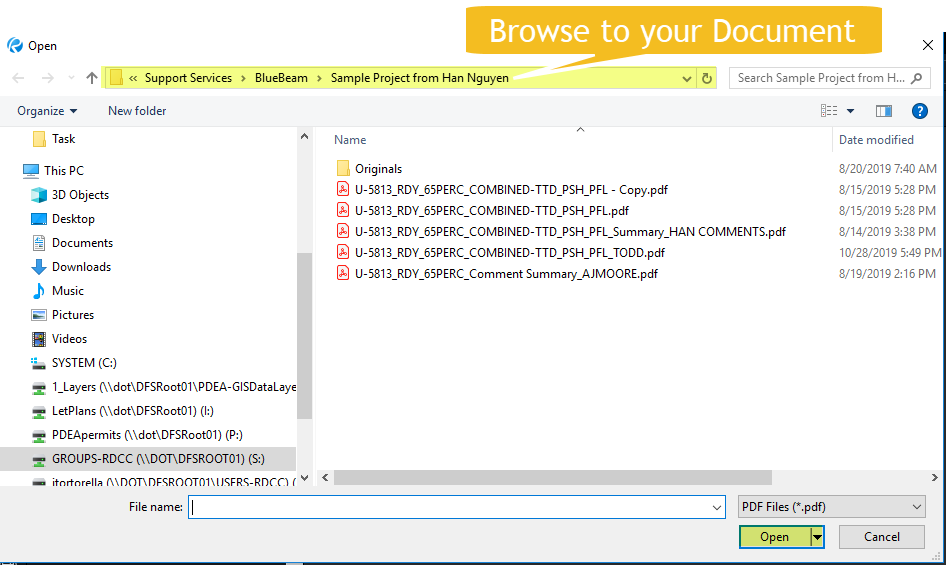 Browse to your Document
Open
« Support Services > BlueBeam > Sample Project from Han Nguyen
Search Sample Project from H...
Organize
New folder
Name
Date modified
Task
This PC
3D Objects
Desktop
Documents
Downloads
Music
Pictures
Videos
SYSTEM (C:)
1_Layers (\\dot\DFSRoot01\PDEA-GISDataLaye
LetPlans (\\dot\DFSRoot01) (I:)
PDEApermits (\\dot\DFSRoot01) (P:)
GROUPS-RDCC (\\DOT\DFSROOT01) (S:)
itortorella (\\DOT\DFSROOT01\USERS-RDCC) (
Originals 8/20/2019 7:40 AM
U-5813_RDY_65PERC_COMBINED-TTD_PSH_PFL - Copy.pdf 8/15/2019 5:28 PM
U-5813_RDY_65PERC_COMBINED-TTD_PSH_PFL.pdf 8/15/2019 5:28 PM
U-5813_RDY_65PERC_COMBINED-TTD_PSH_PFL_Summary_HAN COMMENTS.pdf 8/14/2019 3:38 PM
U-5813_RDY_65PERC_COMBINED-TTD_PSH_PFL_TODD.pdf 10/28/2019 5:49 PM
U-5813_RDY_65PERC_Comment Summary_AJMOORE.pdf 8/19/2019 2:16 PM
File name:
PDF Files (*.pdf)
Open
Cancel